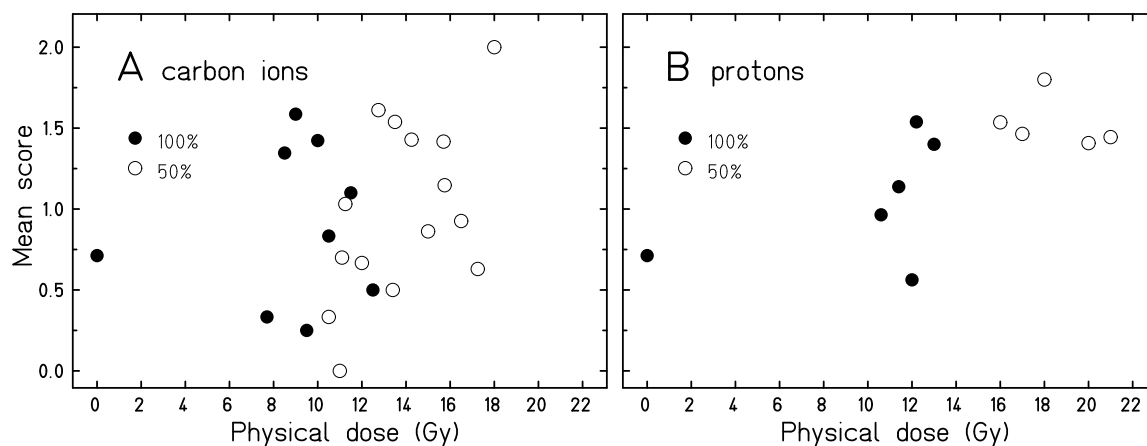 A carbon ions
100%
50%
Mean score
2.0
1.5
1.0
0.5
0.0
0 2 4 6 8 10 12 14 16 18 20 22
Physical dose (Gy)
B protons
100%
50%
0 2 4 6 8 10 12 14 16 18 20 22
Physical dose (Gy)